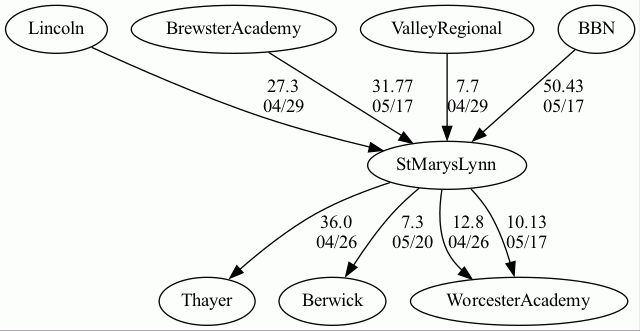 Lincoln
BrewsterAcademy
ValleyRegional
BBN
27.3
04/29
31.77
05/17
7.7
04/29
50.43
05/17
StMarysLynn
36.0
04/26
7.3
05/20
12.8
04/26
10.13
05/17
Thayer
Berwick
WorcesterAcademy